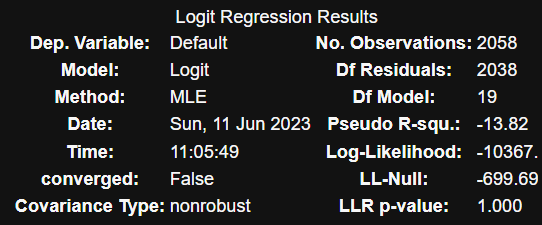 Logit Regression Results
Dep. Variable: Default No. Observations: 2058
Model: Logit Df Residuals: 2038
Method: MLE Df Model: 19
Date: Sun, 11 Jun 2023 Pseudo R-squ.: -13.82
Time: 11:05:49 Log-Likelihood: -10367.
converged: False LL-Null: -699.69
Covariance Type: nonrobust LLR p-value: 1.000